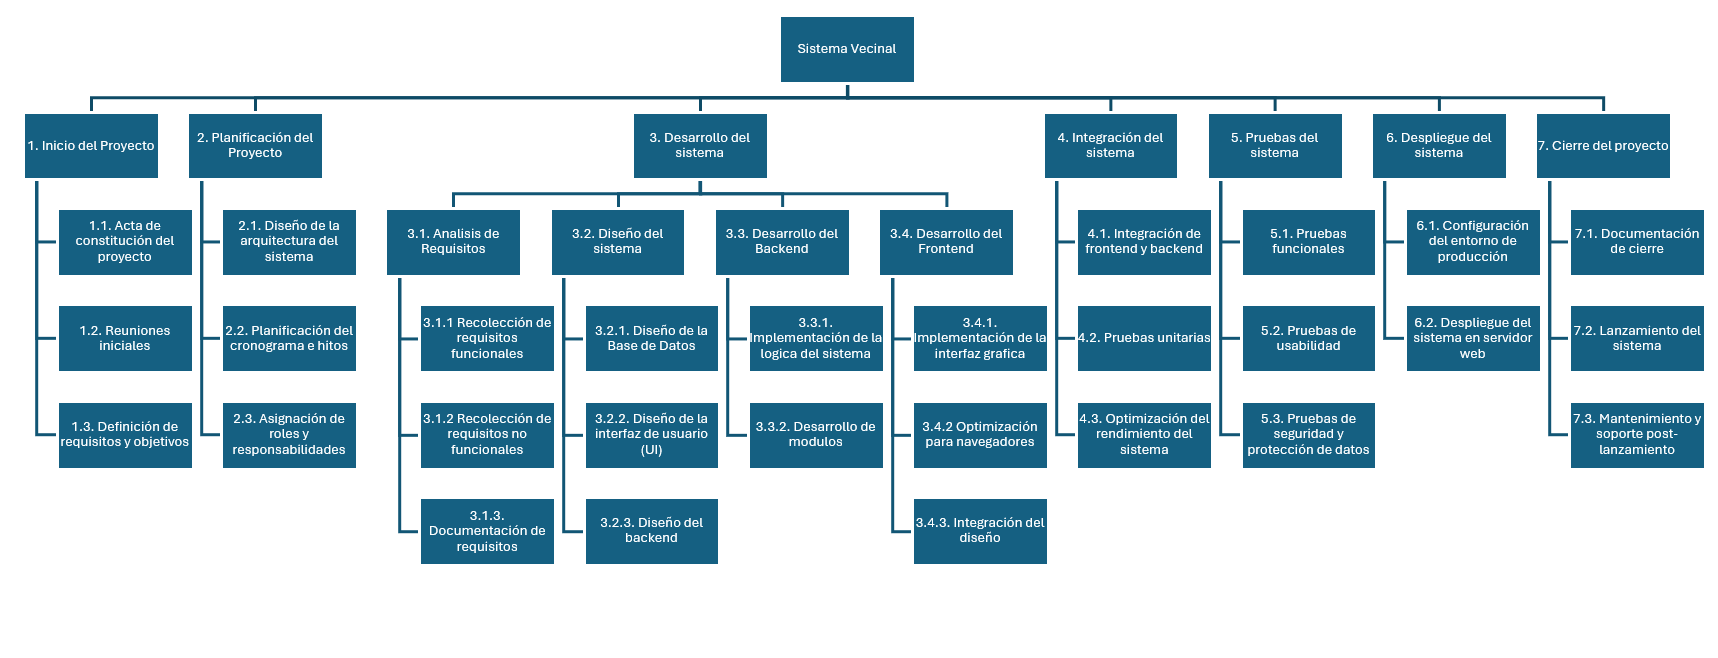 Sistema Vecinal
1. Inicio del Proyecto
2. Planificación del
Proyecto
3. Desarrollo del
sistema
4. Integración del
sistema
5. Pruebas del
sistema
6. Despliegue del
sistema
7. Cierre del proyecto
1.1. Acta de
constitución del
proyecto
1.2. Reuniones
iniciales
1.3. Definición de
requisitos y objetivos
2.1. Diseño de la
arquitectura del
sistema
2.2. Planificación del
cronograma e hitos
2.3. Asignación de
roles y
responsabilidades
3.1. Analisis de
Requisitos
3.1.1 Recolección de
requisitos
funcionales
3.1.2 Recolección de
requisitos no
funcionales
3.1.3.
Documentación de
requisitos
3.2. Diseño del
sistema
3.2.1. Diseño de la
Base de Datos
3.2.2. Diseño de la
interfaz de usuario
(UI)
3.2.3. Diseño del
backend
3.3. Desarrollo del
Backend
3.3.1.
Implementación de la
logica del sistema
3.3.2. Desarrollo de
modulos
3.4. Desarrollo del
Frontend
3.4.1.
Implementación de la
interfaz grafica
3.4.2 Optimización
para navegadores
3.4.3. Integración del
diseño
4.1. Integración de
frontend y backend
4.2. Pruebas unitarias
4.3. Optimización del
rendimiento del
sistema
5.1. Pruebas
funcionales
5.2. Pruebas de
usabilidad
5.3. Pruebas de
seguridad y
protección de datos
6.1. Configuración
del entorno de
producción
6.2. Despliegue del
sistema en servidor
web
7.1. Documentación
de cierre
7.2. Lanzamiento del
sistema
7.3. Mantenimiento y
soporte post-
lanzamiento